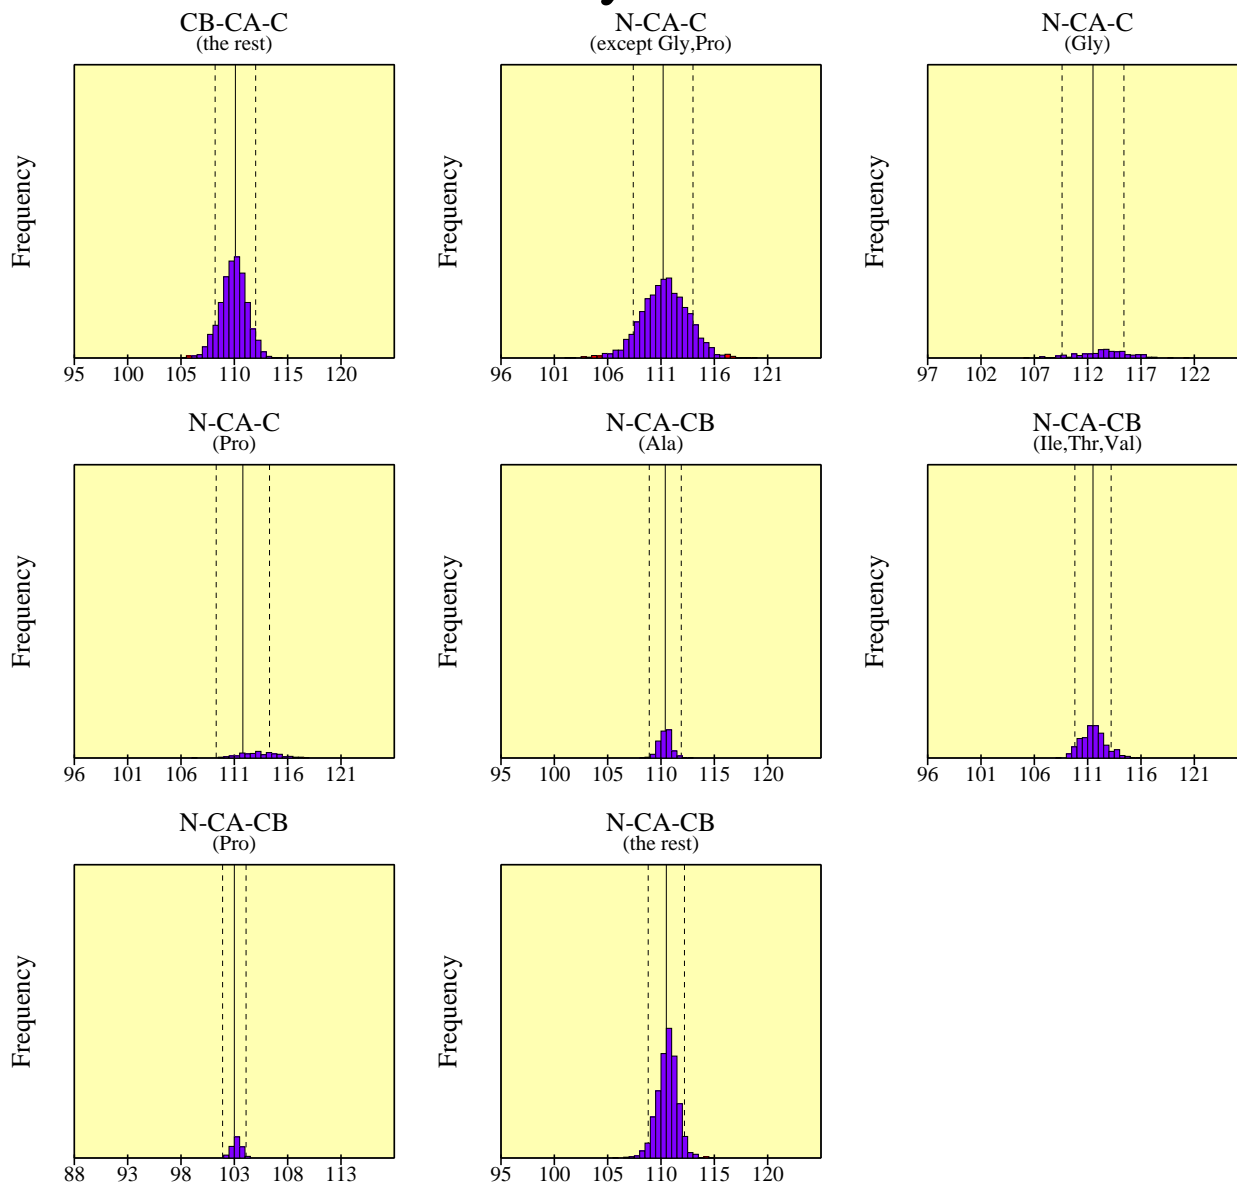 CB-CA-C
(the rest)
Frequency
95 100 105 110 115 120
N-CA-C
(except Gly,Pro)
Frequency
96 101 106 111 116 121
N-CA-C
(Gly)
Frequency
97 102 107 112 117 122
N-CA-C
(Pro)
Frequency
96 101 106 111 116 121
N-CA-CB
(Ala)
Frequency
95 100 105 110 115 120
N-CA-CB
(Ile,Thr,Val)
Frequency
96 101 106 111 116 121
N-CA-CB
(Pro)
Frequency
88 93 98 103 108 113
N-CA-CB
(the rest)
Frequency
95 100 105 110 115 120